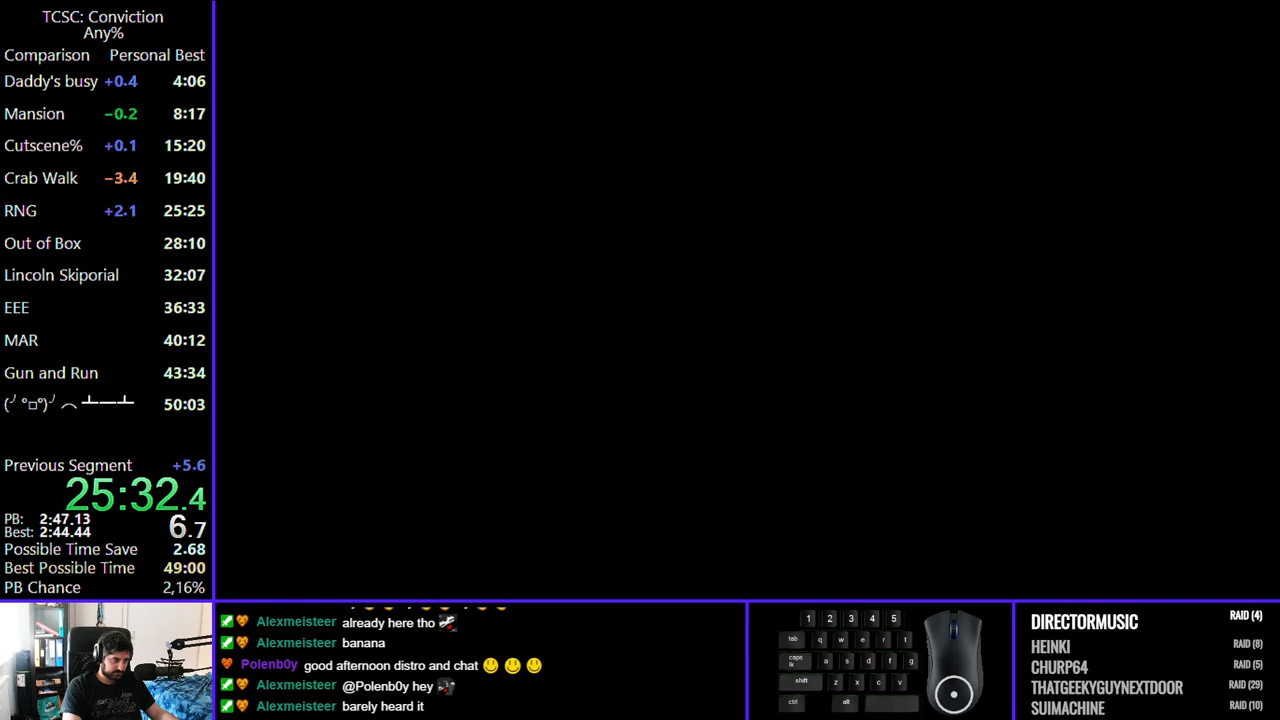 TCSC: Conviction
Any%
Comparison Personal Best
Daddy's busy +0.4 4:06
Mansion −0.2 8:17
Cutscene% +0.1 15:20
Crab Walk −3.4 19:40
RNG +2.1 25:25
Out of Box 28:10
Lincoln Skiporial 32:07
EEE 36:33
MAR 40:12
Gun and Run 43:34
(╯°□°)╯︵ ┻━┻ 50:03
Previous Segment +5.6
25:32.4
PB: 2:47.13
Best: 2:44.44
6.7
Possible Time Save 2.68
Best Possible Time 49:00
PB Chance 2,16%
Alexmeisteer already here tho
Alexmeisteer banana
Polenb0y good afternoon distro and chat
Alexmeisteer @Polenb0y hey
Alexmeisteer barely heard it
1 2 3 4 5
tab q w e r t
caps lk a s d f g
shift z x c v
ctrl alt
DIRECTORMUSIC RAID (4)
HEINKI RAID (8)
CHURP64 RAID (5)
THATGEEKYGUYNEXTDOOR RAID (29)
SUIMACHINE RAID (10)